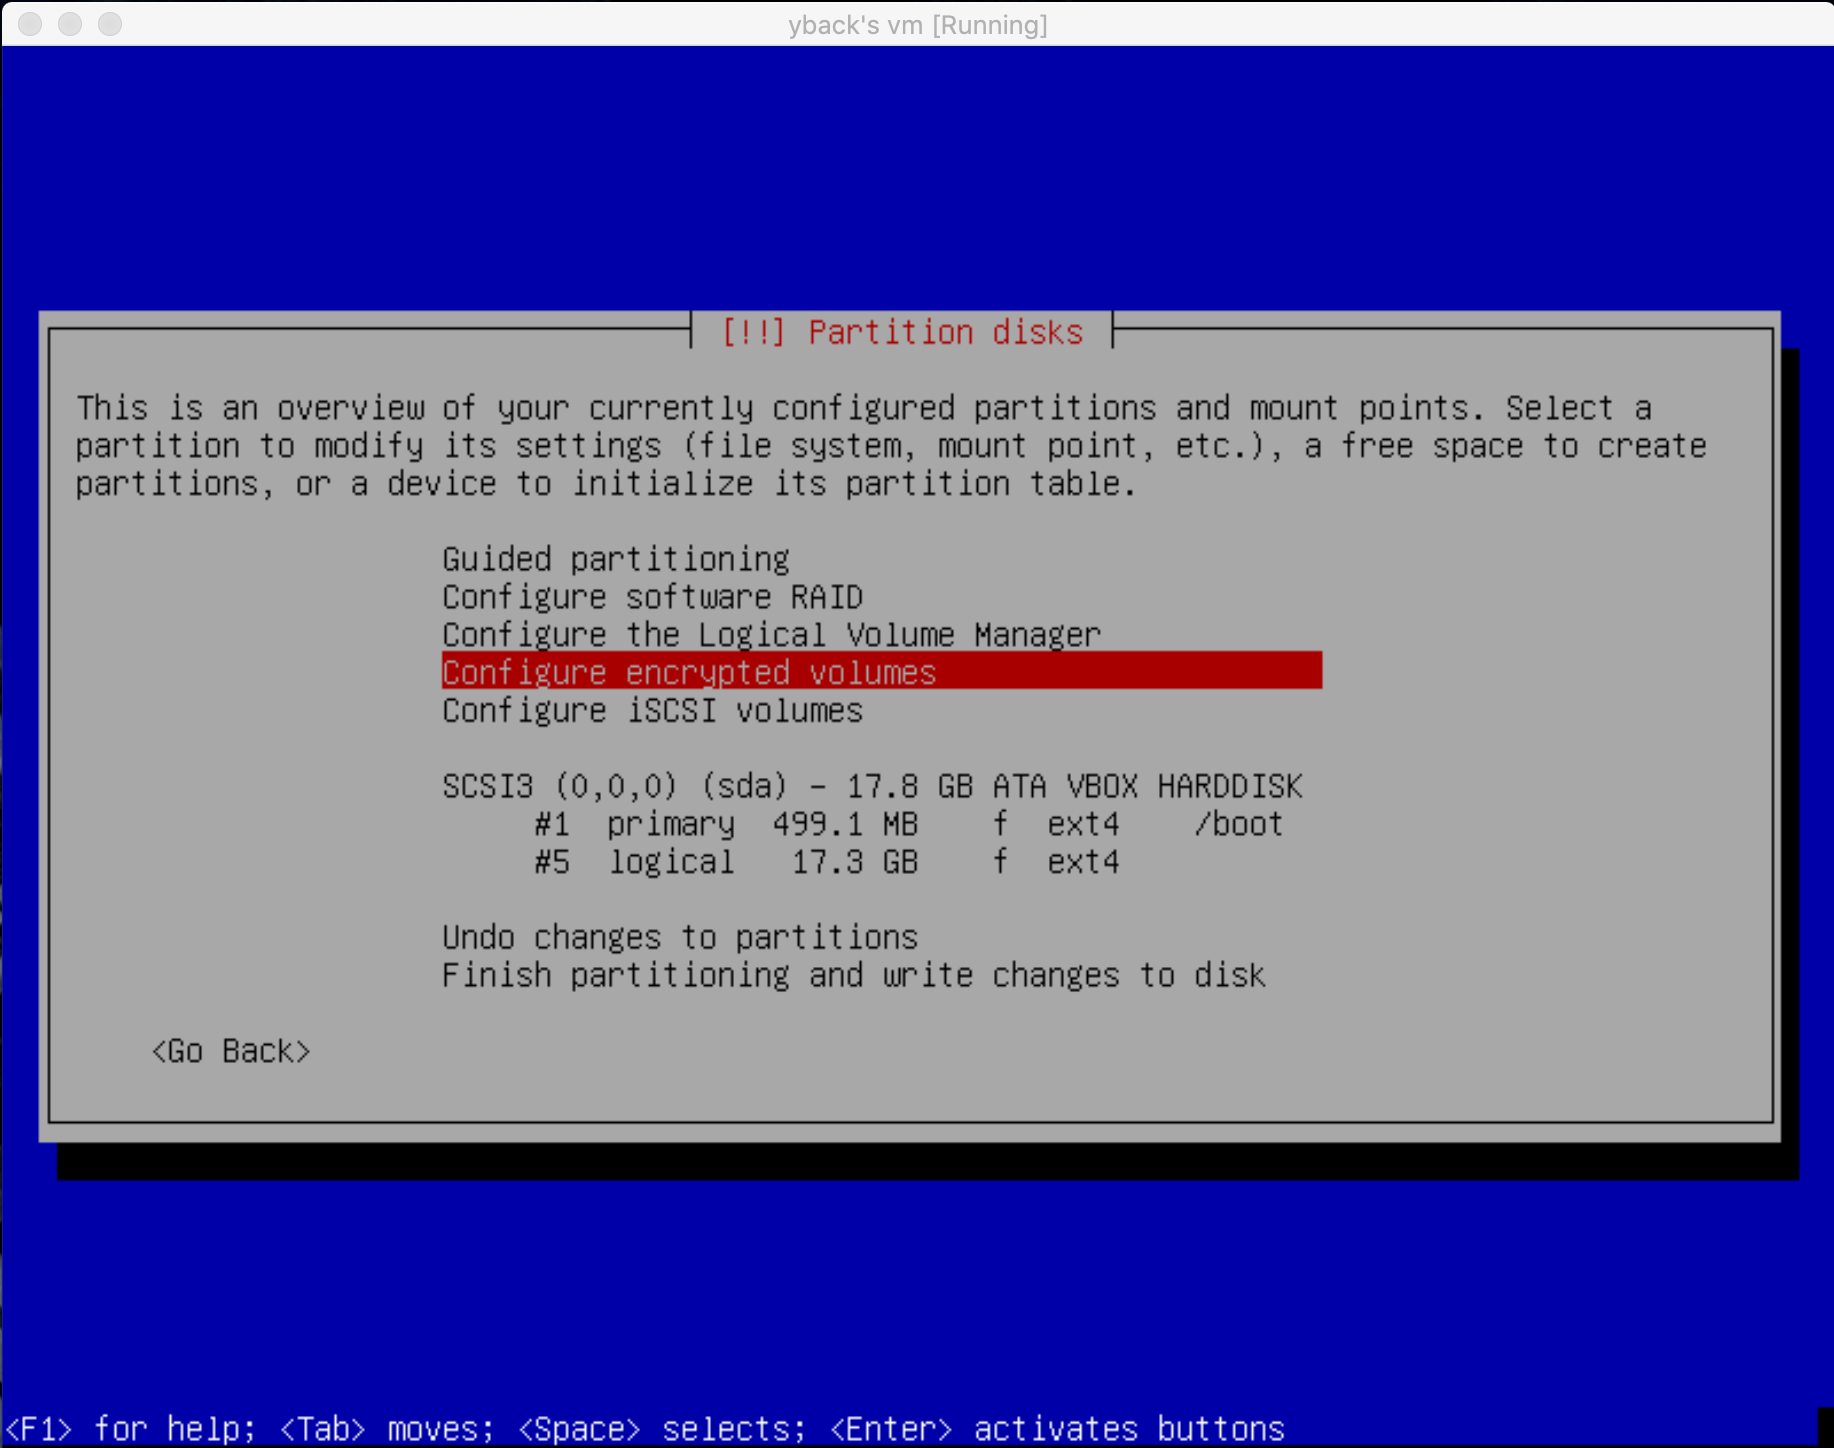 yback's vm [Running]
[!!] Partition disks
This is an overview of your currently configured partitions and mount points. Select a
partition to modify its settings (file system, mount point, etc.), a free space to create
partitions, or a device to initialize its partition table.
Guided partitioning
Configure software RAID
Configure the Logical Volume Manager
Configure encrypted volumes
Configure iSCSI volumes
SCSI3 (0,0,0) (sda) – 17.8 GB ATA VBOX HARDDISK
#1 primary 499.1 MB f ext4 /boot
#5 logical 17.3 GB f ext4
Undo changes to partitions
Finish partitioning and write changes to disk
<Go Back>
<F1> for help; <Tab> moves; <Space> selects; <Enter> activates buttons